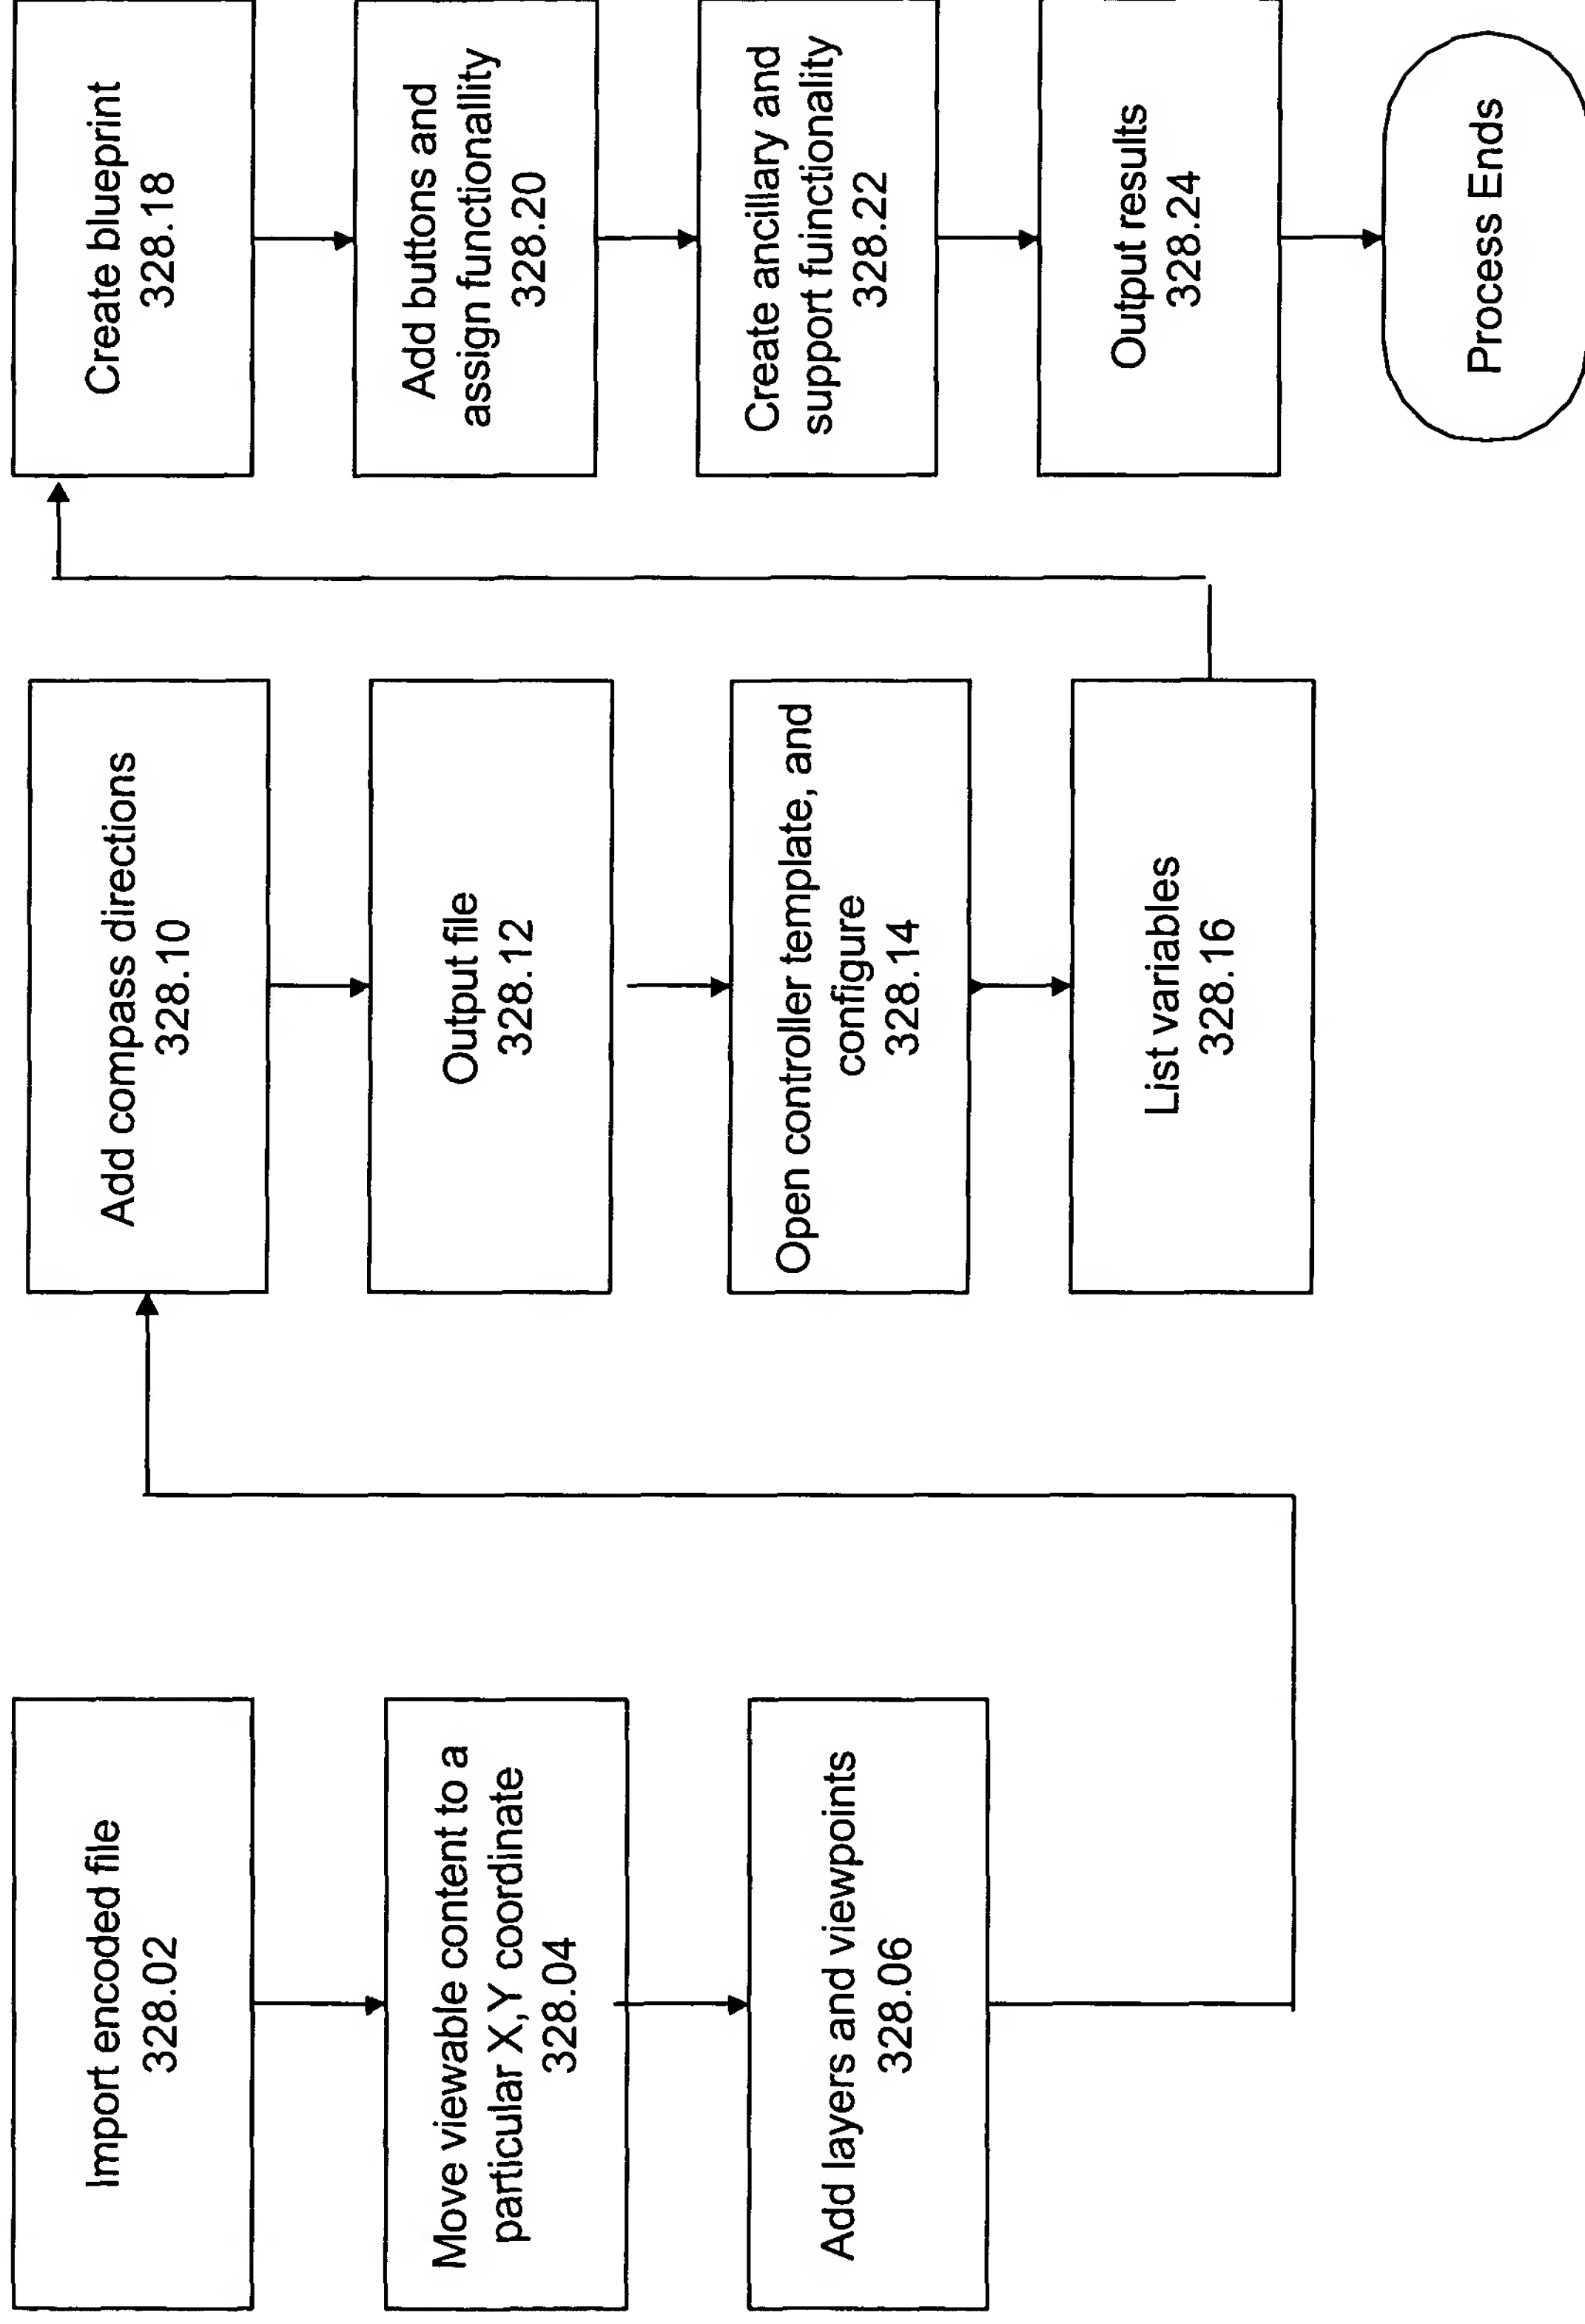 Import encoded file
328.02
Move viewable content to a
particular X,Y coordinate
328.04
Add layers and viewpoints
328.06
Add compass directions
328.10
Output file
328.12
Open controller template, and
configure
328.14
List variables
328.16
Create blueprint
328.18
Add buttons and
assign functionallity
328.20
Create ancillary and
support fuinctionality
328.22
Output results
328.24
Process Ends